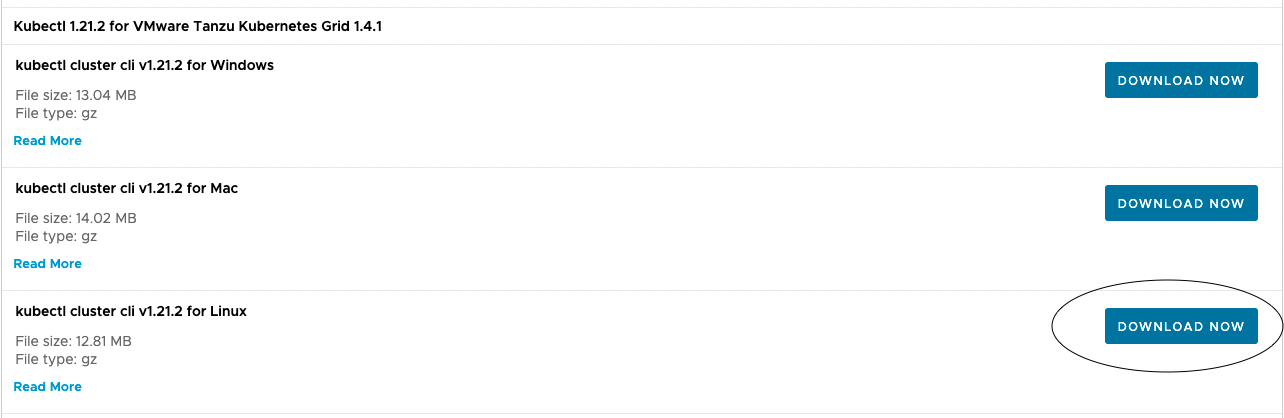 Kubectl 1.21.2 for VMware Tanzu Kubernetes Grid 1.4.1
kubectl cluster cli v1.21.2 for Windows
DOWNLOAD NOW
File size: 13.04 MB
File type: gz
Read More
kubectl cluster cli v1.21.2 for Mac
DOWNLOAD NOW
File size: 14.02 MB
File type: gz
Read More
kubectl cluster cli v1.21.2 for Linux
DOWNLOAD NOW
File size: 12.81 MB
File type: gz
Read More